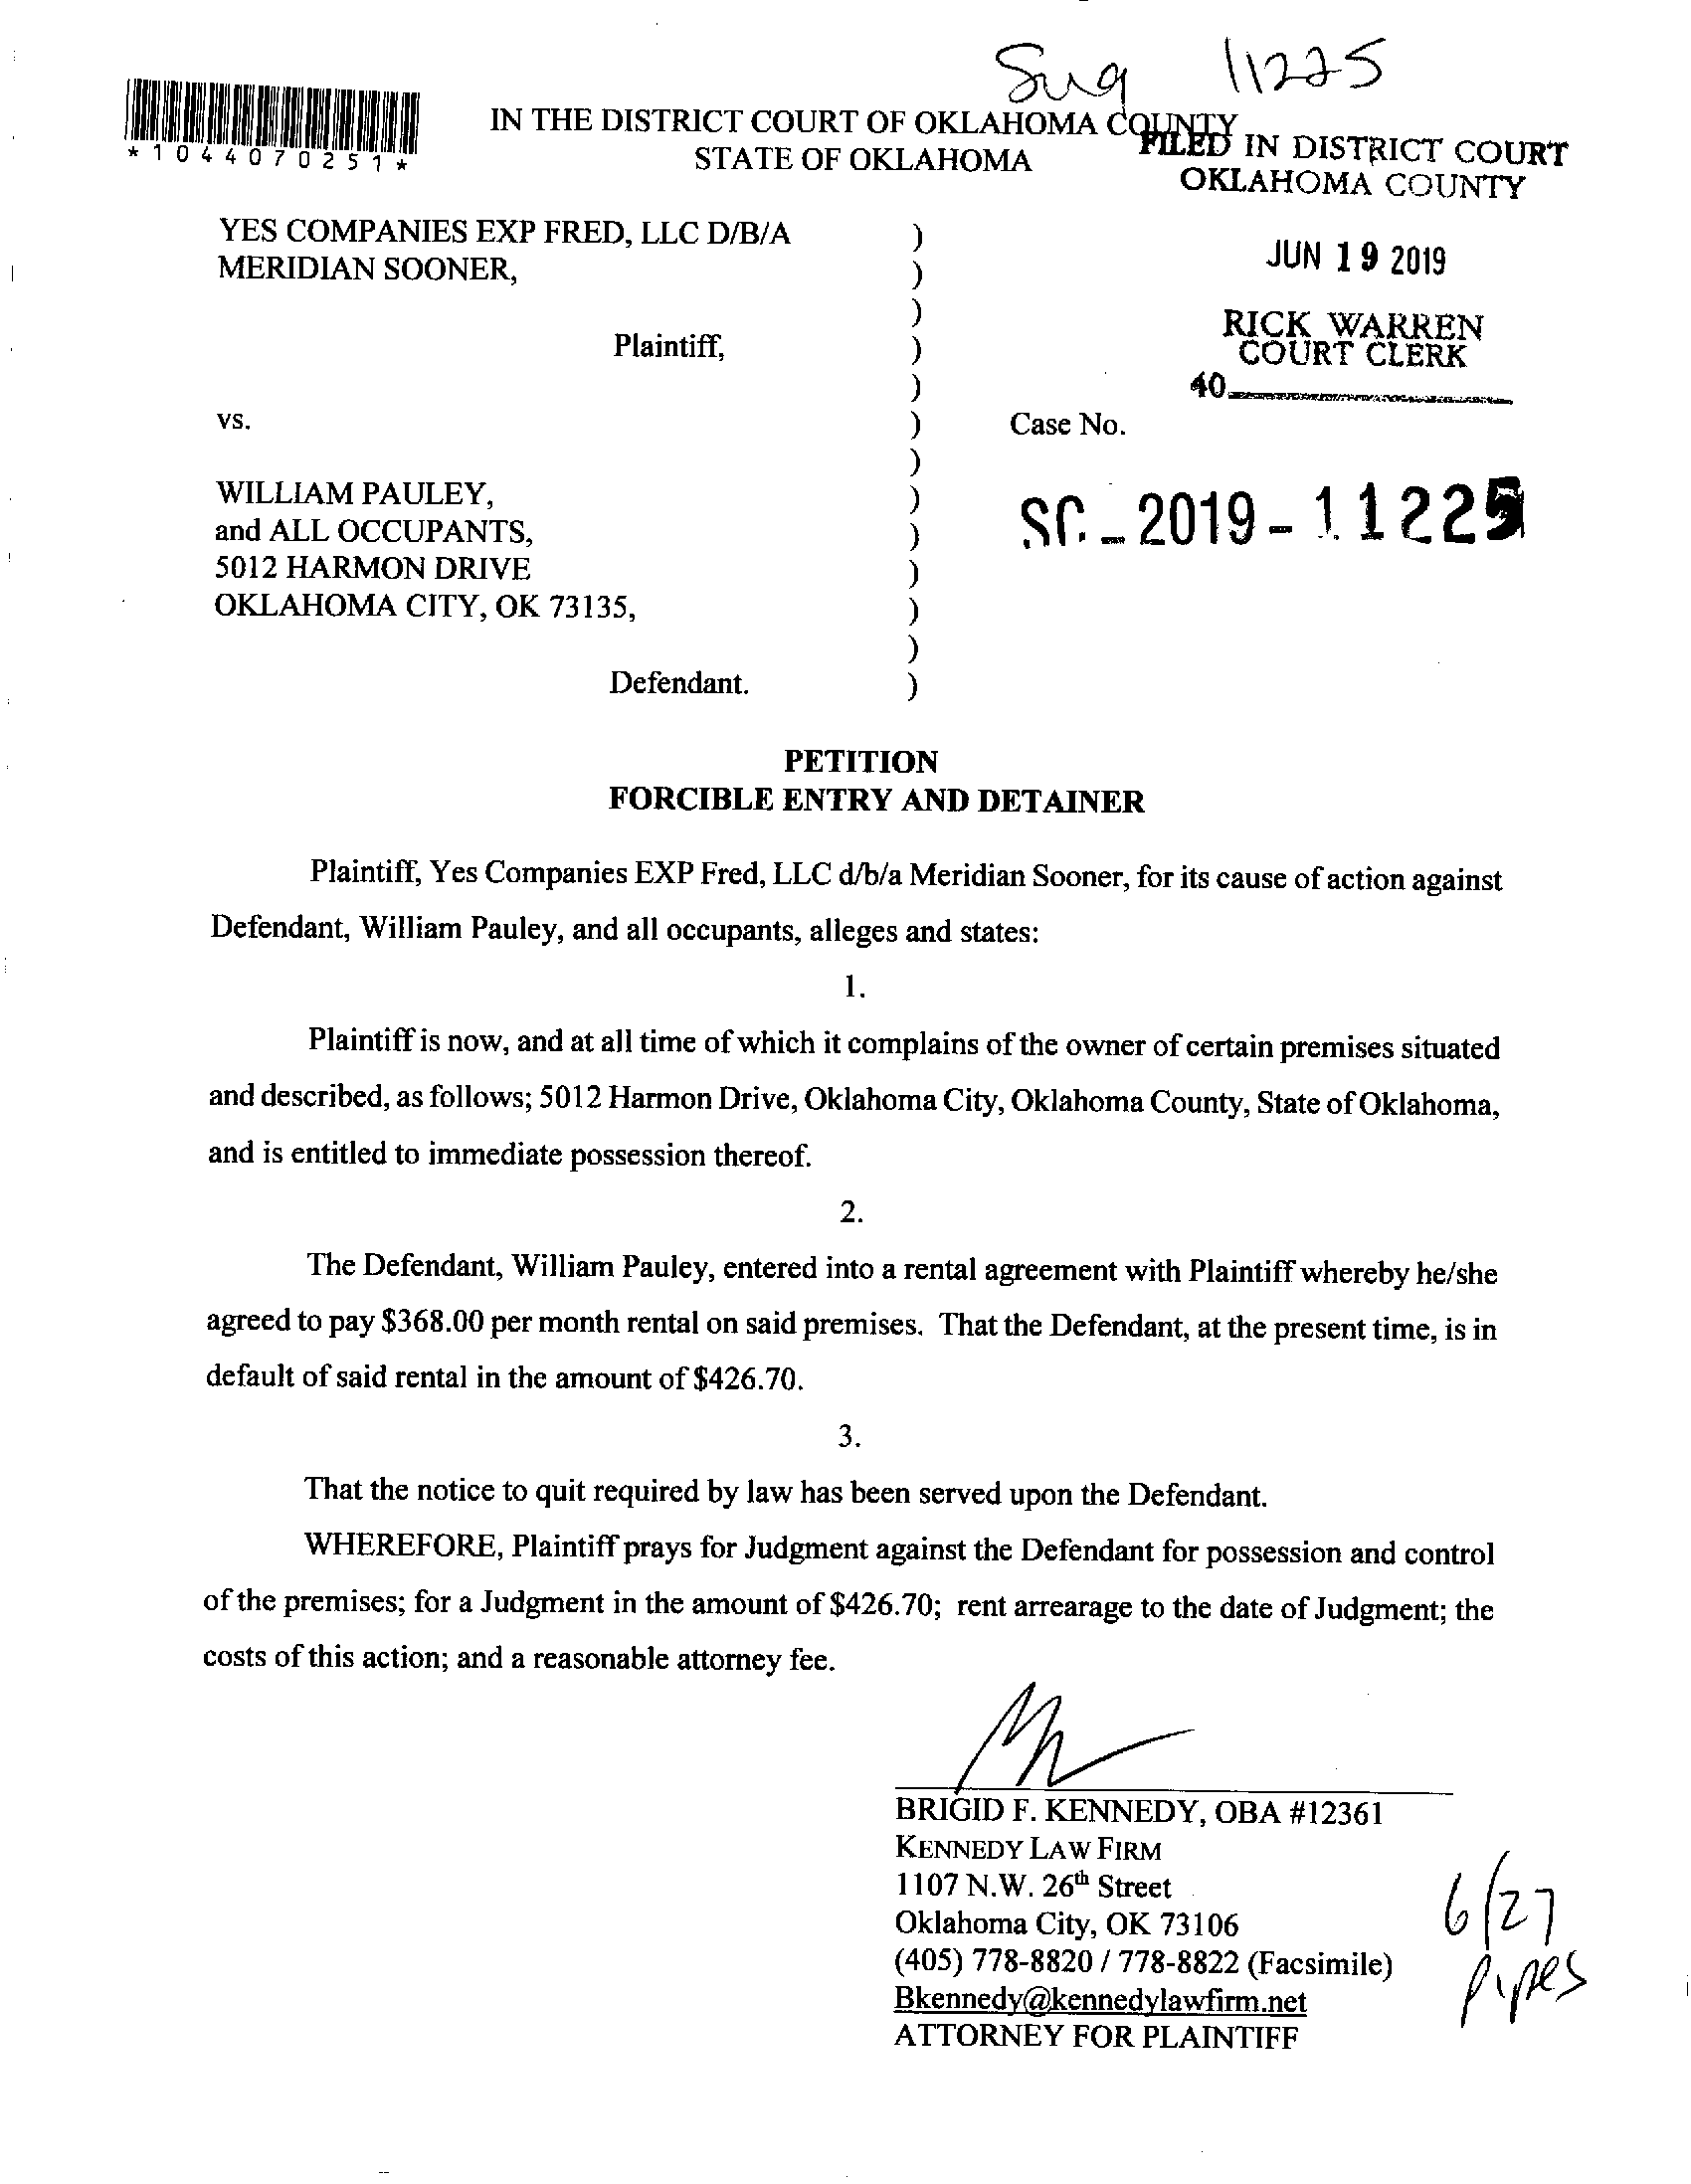 Sug 11225
*1044070251*
IN THE DISTRICT COURT OF OKLAHOMA COUNTY
STATE OF OKLAHOMA
FILED IN DISTRICT COURT
OKLAHOMA COUNTY
JUN 19 2019
RICK WARREN
COURT CLERK
40
YES COMPANIES EXP FRED, LLC D/B/A )
MERIDIAN SOONER, )
)
Plaintiff, )
)
vs. ) Case No.
)
WILLIAM PAULEY, ) SC-2019-11225
and ALL OCCUPANTS, )
5012 HARMON DRIVE )
OKLAHOMA CITY, OK 73135, )
)
Defendant. )
PETITION
FORCIBLE ENTRY AND DETAINER
Plaintiff, Yes Companies EXP Fred, LLC d/b/a Meridian Sooner, for its cause of action against
Defendant, William Pauley, and all occupants, alleges and states:
1.
Plaintiff is now, and at all time of which it complains of the owner of certain premises situated
and described, as follows; 5012 Harmon Drive, Oklahoma City, Oklahoma County, State of Oklahoma,
and is entitled to immediate possession thereof.
2.
The Defendant, William Pauley, entered into a rental agreement with Plaintiff whereby he/she
agreed to pay $368.00 per month rental on said premises. That the Defendant, at the present time, is in
default of said rental in the amount of $426.70.
3.
That the notice to quit required by law has been served upon the Defendant.
WHEREFORE, Plaintiff prays for Judgment against the Defendant for possession and control
of the premises; for a Judgment in the amount of $426.70; rent arrearage to the date of Judgment; the
costs of this action; and a reasonable attorney fee.
BRIGID F. KENNEDY, OBA #12361
KENNEDY LAW FIRM
1107 N.W. 26th Street
Oklahoma City, OK 73106
(405) 778-8820 / 778-8822 (Facsimile)
Bkennedy@kennedylawfirm.net
ATTORNEY FOR PLAINTIFF
6/27
pipes